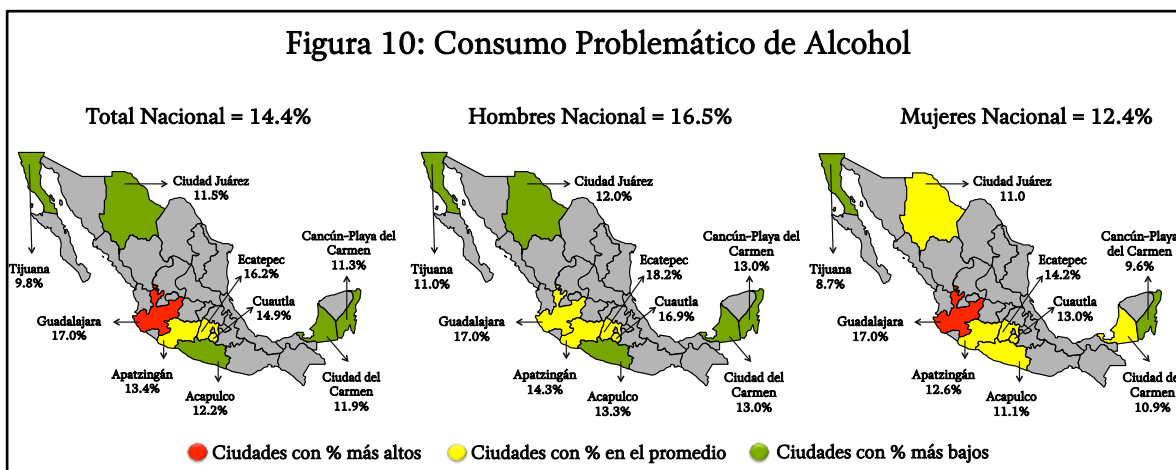 Figura 10: Consumo Problemático de Alcohol
Total Nacional = 14.4%
Ciudad Juárez
11.5%
Cancún-Playa del
Carmen
11.3%
Tijuana
9.8%
Ecatepec
16.2%
Cuautla
14.9%
Guadalajara
17.0%
Apatzingán
13.4%
Acapulco
12.2%
Ciudad del
Carmen
11.9%
Hombres Nacional = 16.5%
Ciudad Juárez
12.0%
Cancún-Playa del
Carmen
13.0%
Tijuana
11.0%
Ecatepec
18.2%
Cuautla
16.9%
Guadalajara
17.0%
Apatzingán
14.3%
Acapulco
13.3%
Ciudad del
Carmen
13.0%
Mujeres Nacional = 12.4%
Ciudad Juárez
11.0
Cancún-Playa
del Carmen
9.6%
Tijuana
8.7%
Ecatepec
14.2%
Cuautla
13.0%
Guadalajara
17.0%
Apatzingán
12.6%
Acapulco
11.1%
Ciudad del
Carmen
10.9%
Ciudades con % más altos
Ciudades con % en el promedio
Ciudades con % más bajos